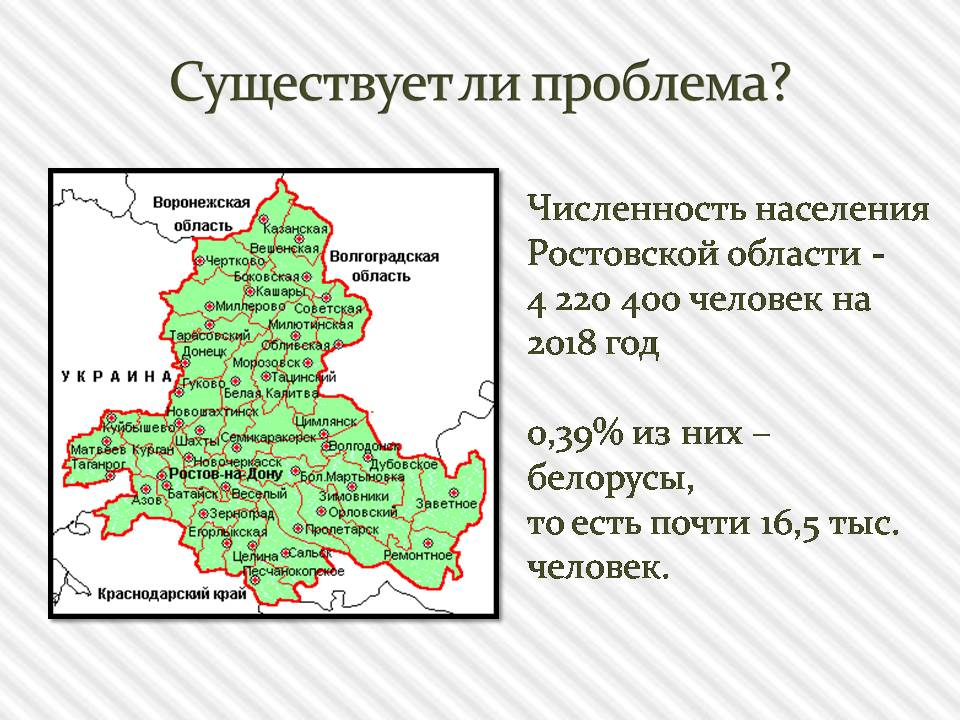 Существует ли проблема?
Численность населения
Ростовской области -
4 220 400 человек на
2018 год
0,39% из них –
белорусы,
то есть почти 16,5 тыс.
человек.
Воронежская
область
Казанская
Вешенская
Волгоградская
область
Чертково
Боковская
Кашары
Миллерово
Советская
Милютинская
Тарасовский
Обливская
Донецк
Морозовск
УКРАИНА
Тацинский
Гуково
Белая Калитва
Новошахтинск
Цимлянск
Куйбышево
Шахты
Семикаракорск
Матвеев Курган
Волгодонск
Новочеркасск
Дубовское
Таганрог
Ростов-на-Дону
Бол.Мартыновка
Батайск
Веселый
Зимовники
Азов
Заветное
Зерноград
Орловский
Егорлыкская
Пролетарск
Целина
Сальск
Ремонтное
Песчанокопское
Краснодарский край